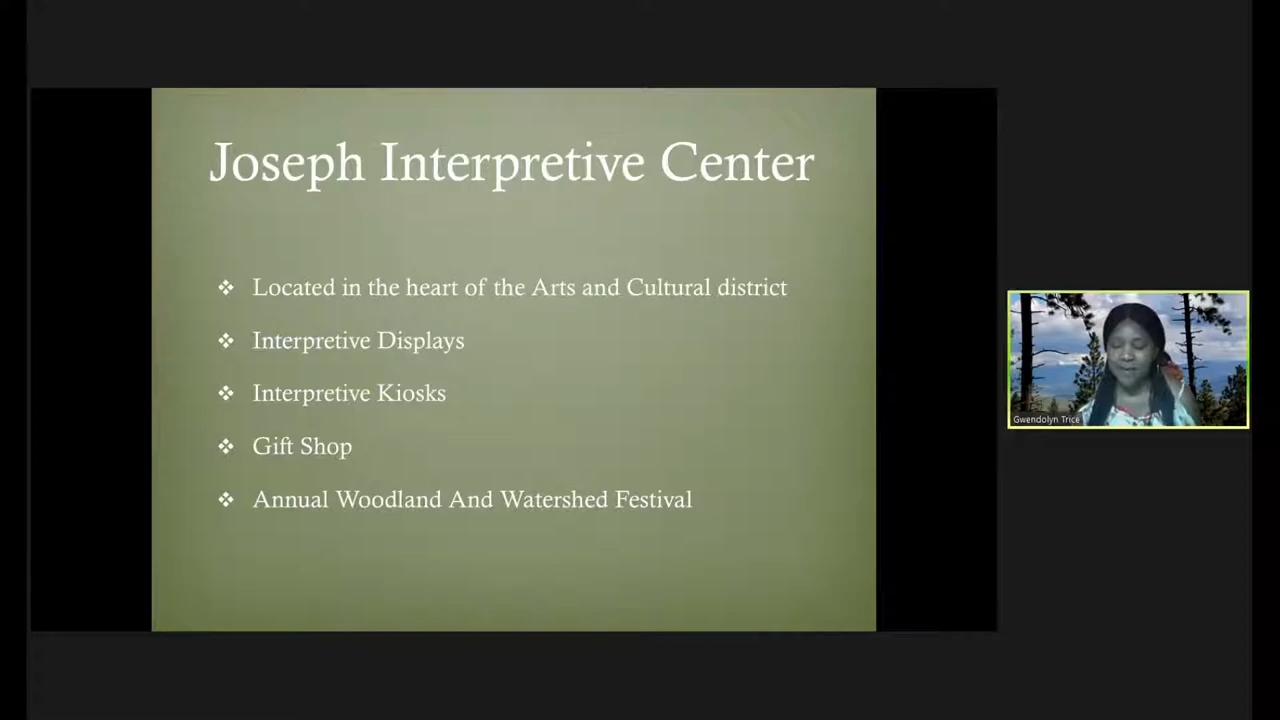 Joseph Interpretive Center
❖ Located in the heart of the Arts and Cultural district
❖ Interpretive Displays
❖ Interpretive Kiosks
❖ Gift Shop
❖ Annual Woodland And Watershed Festival
Gwendolyn Trice